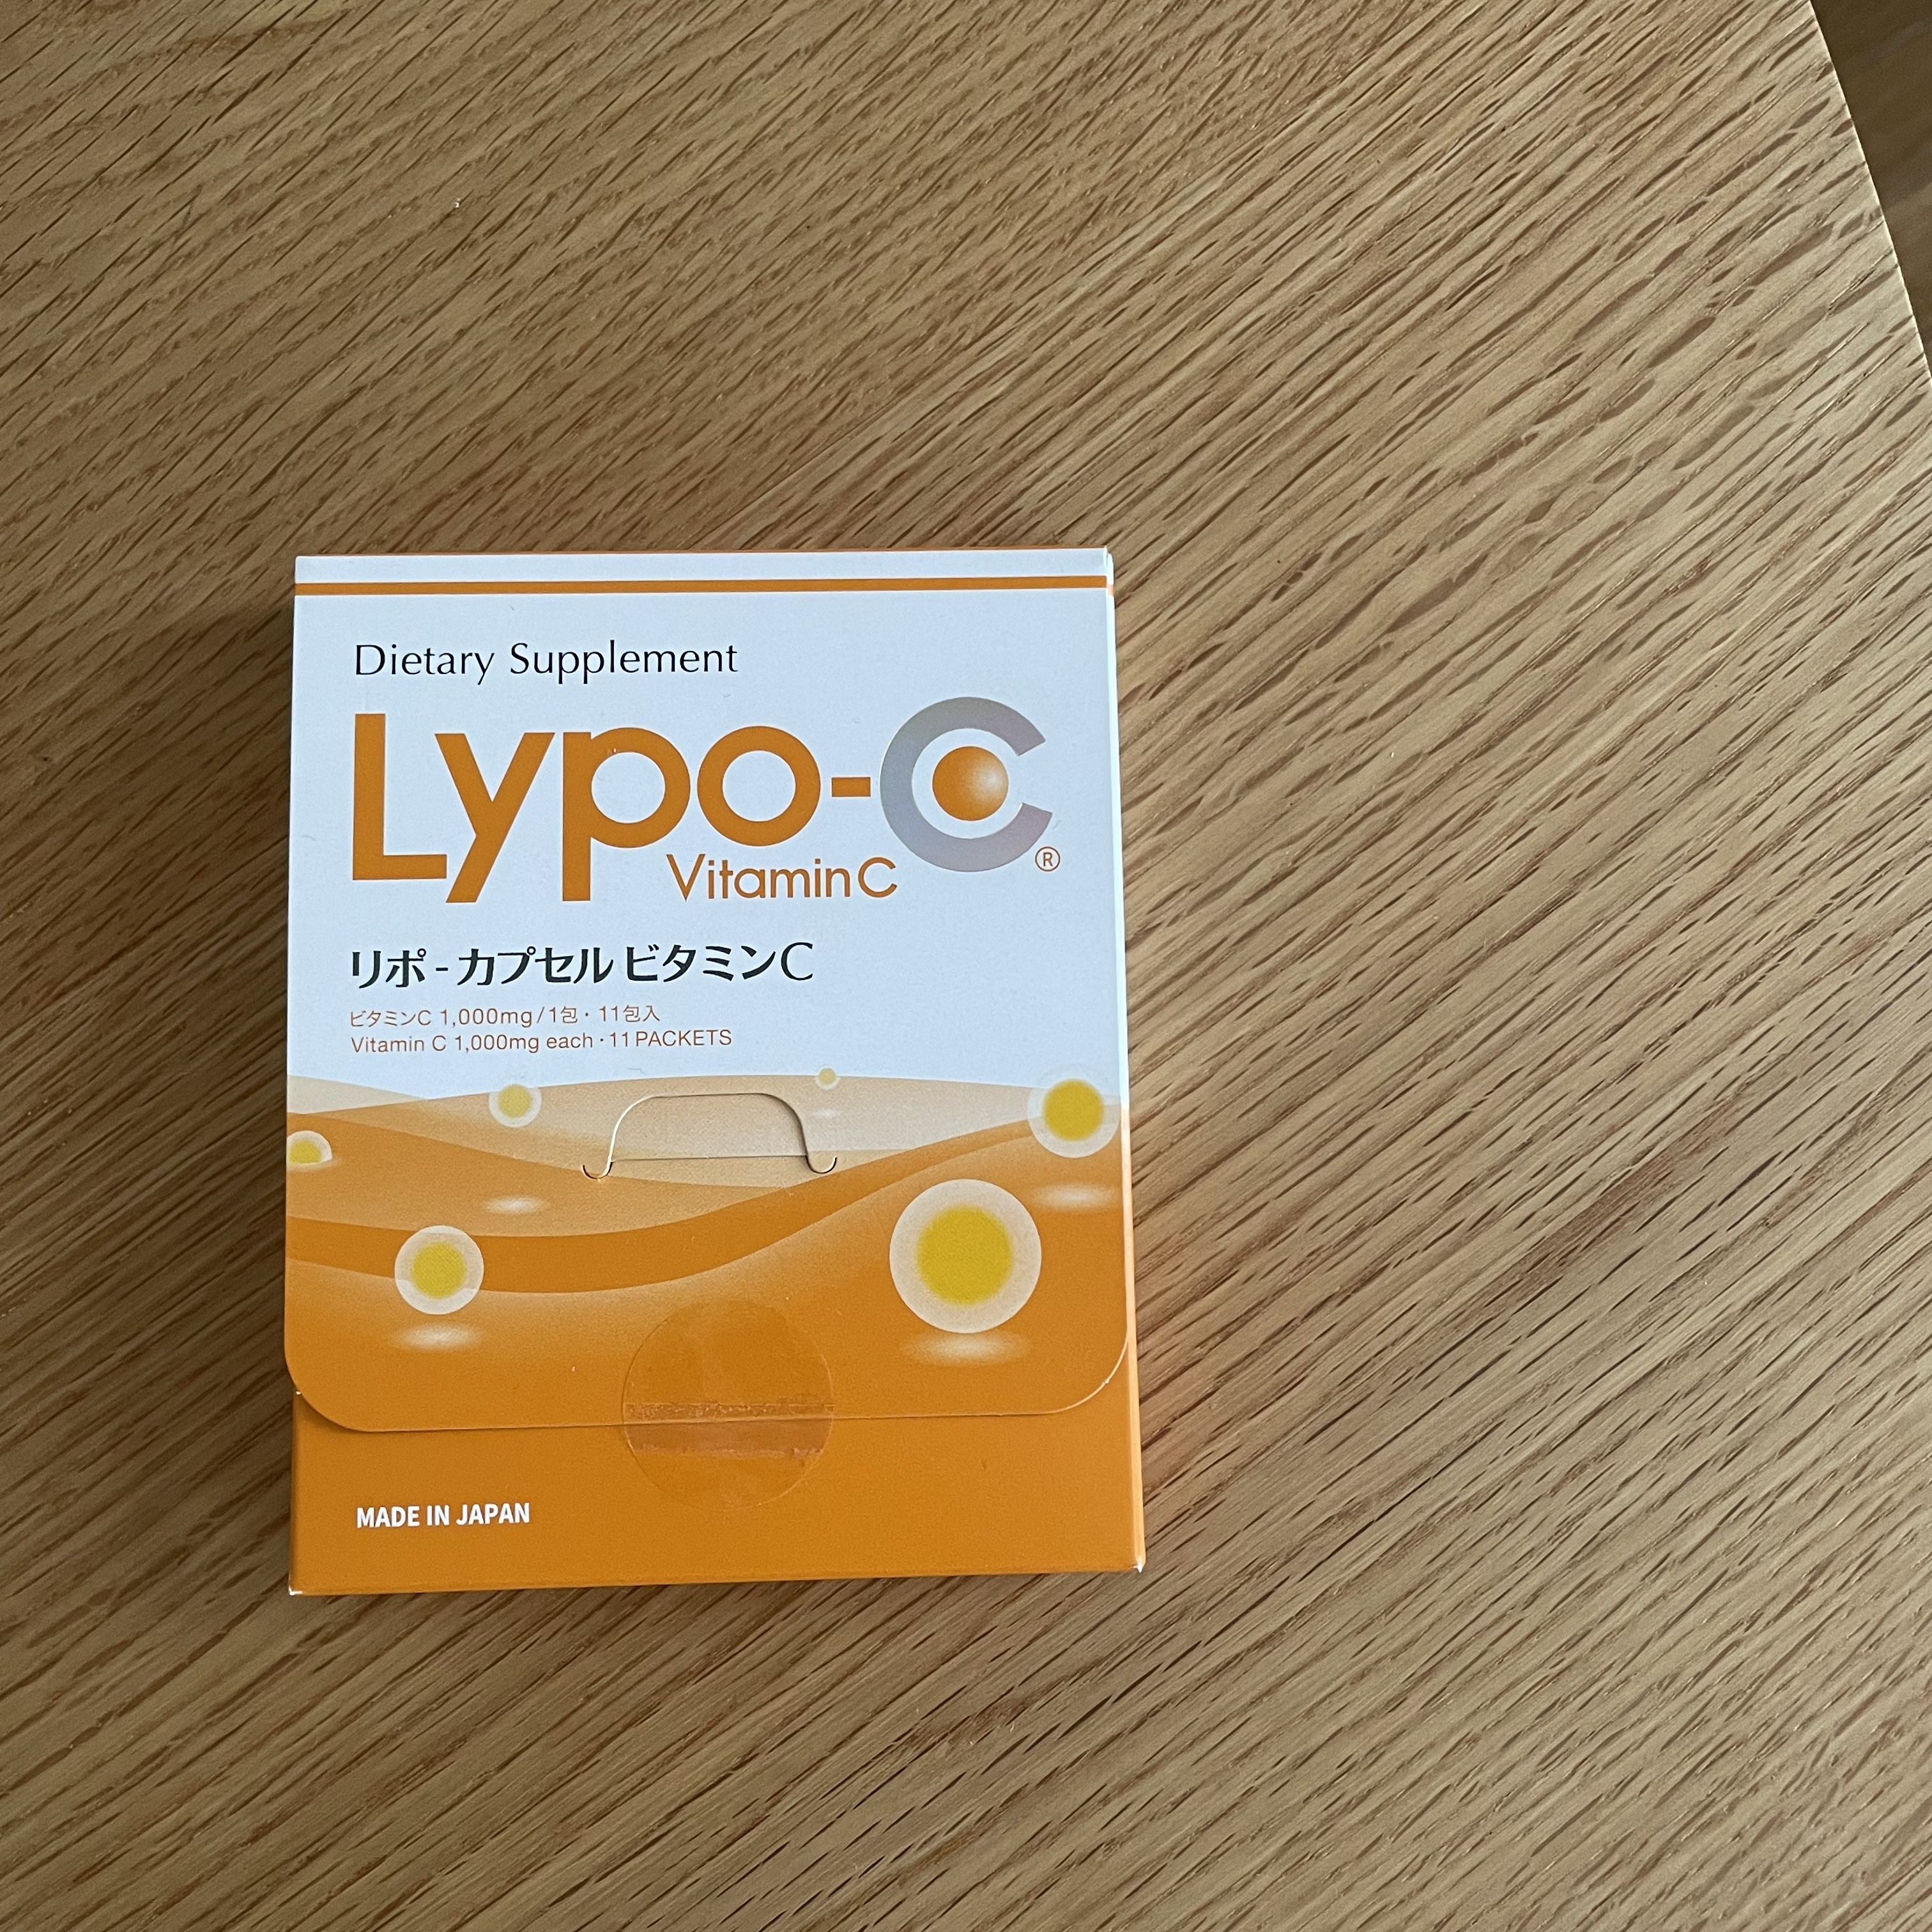 Dietary Supplement
Lypo-C®
Vitamin C
リポ-カプセル ビタミンC
ビタミンC 1,000mg/1包・11包入
Vitamin C 1,000mg each・11 PACKETS
MADE IN JAPAN